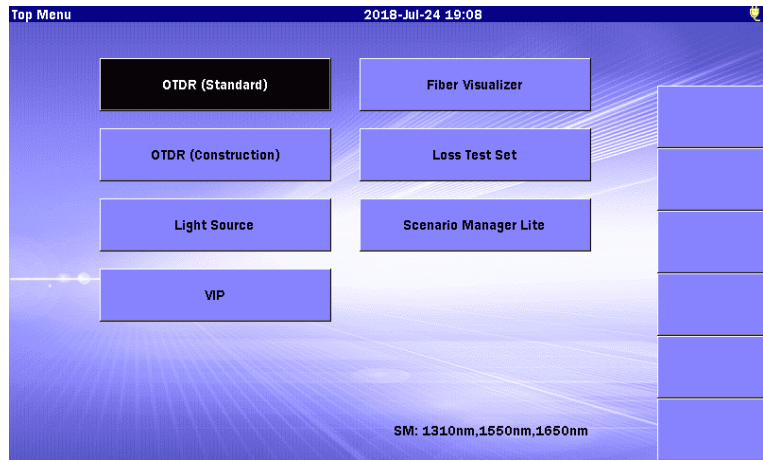 Top Menu
2018-Jul-24 19:08
OTDR (Standard)
Fiber Visualizer
OTDR (Construction)
Loss Test Set
Light Source
Scenario Manager Lite
VIP
SM: 1310nm,1550nm,1650nm